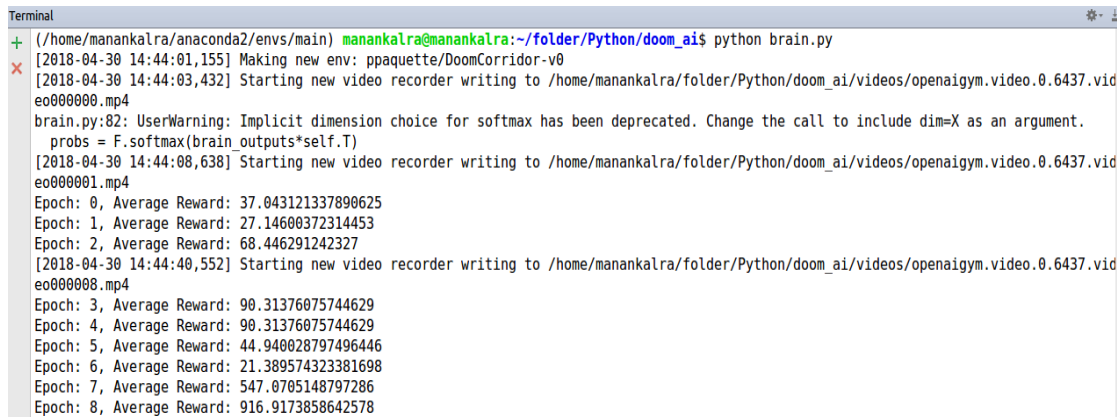 Terminal
(/home/manankalra/anaconda2/envs/main) manankalra@manankalra:~/folder/Python/doom_ai$ python brain.py
[2018-04-30 14:44:01,155] Making new env: ppaquette/DoomCorridor-v0
[2018-04-30 14:44:03,432] Starting new video recorder writing to /home/manankalra/folder/Python/doom_ai/videos/openaigym.video.0.6437.vid
eo000000.mp4
brain.py:82: UserWarning: Implicit dimension choice for softmax has been deprecated. Change the call to include dim=X as an argument.
probs = F.softmax(brain_outputs*self.T)
[2018-04-30 14:44:08,638] Starting new video recorder writing to /home/manankalra/folder/Python/doom_ai/videos/openaigym.video.0.6437.vid
eo000001.mp4
Epoch: 0, Average Reward: 37.043121337890625
Epoch: 1, Average Reward: 27.14600372314453
Epoch: 2, Average Reward: 68.446291242327
[2018-04-30 14:44:40,552] Starting new video recorder writing to /home/manankalra/folder/Python/doom_ai/videos/openaigym.video.0.6437.vid
eo000008.mp4
Epoch: 3, Average Reward: 90.31376075744629
Epoch: 4, Average Reward: 90.31376075744629
Epoch: 5, Average Reward: 44.940028797496446
Epoch: 6, Average Reward: 21.389574323381698
Epoch: 7, Average Reward: 547.0705148797286
Epoch: 8, Average Reward: 916.9173858642578